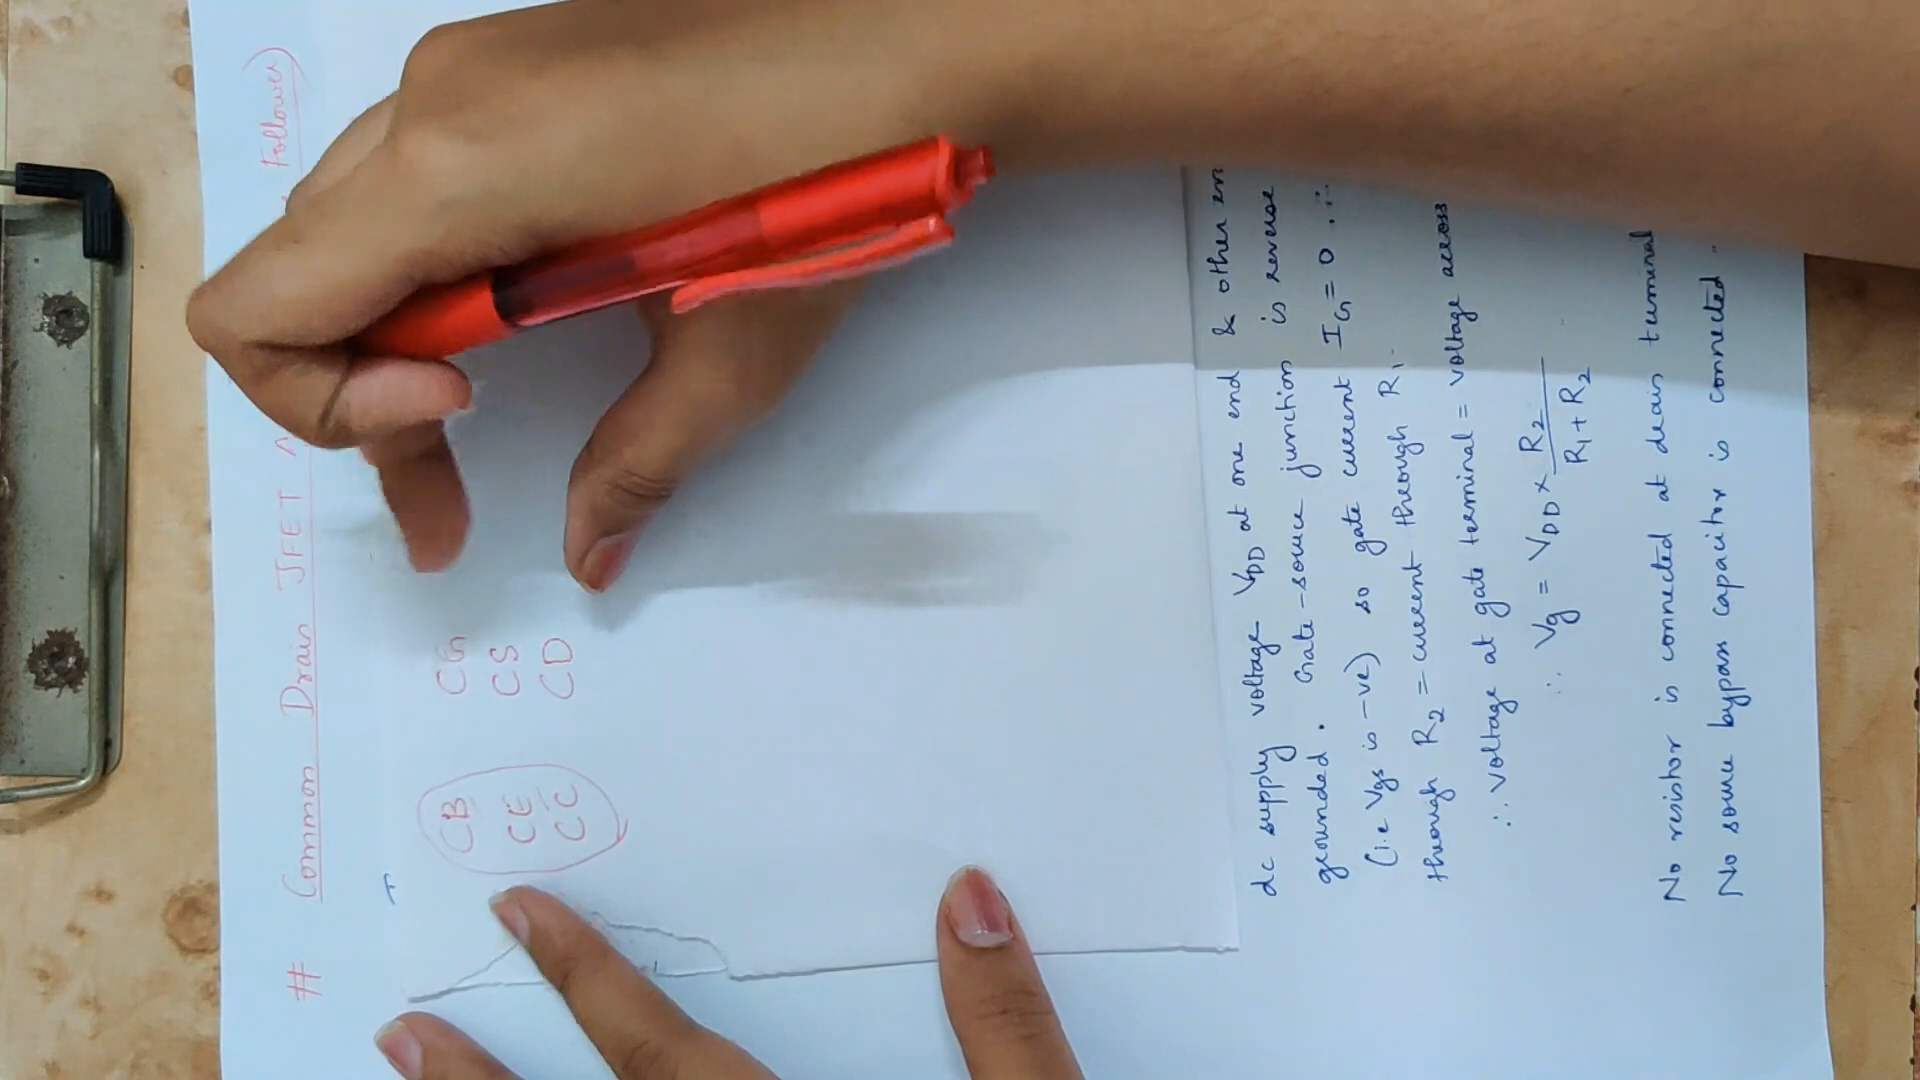 # Common Drain JFET Follower)
CB CG
CE CS
CC CD
dc supply voltage VDD at one end & other en
grounded. Gate-source junction is reverse
(i.e Vgs is -ve) so gate current IG = 0 ∴
through R2 = current through R1.
∴ voltage at gate terminal = voltage across
∴ Vg = VDD × R2 / R1 + R2
No resistor is connected at drain terminal
No source bypass capacitor is connected.